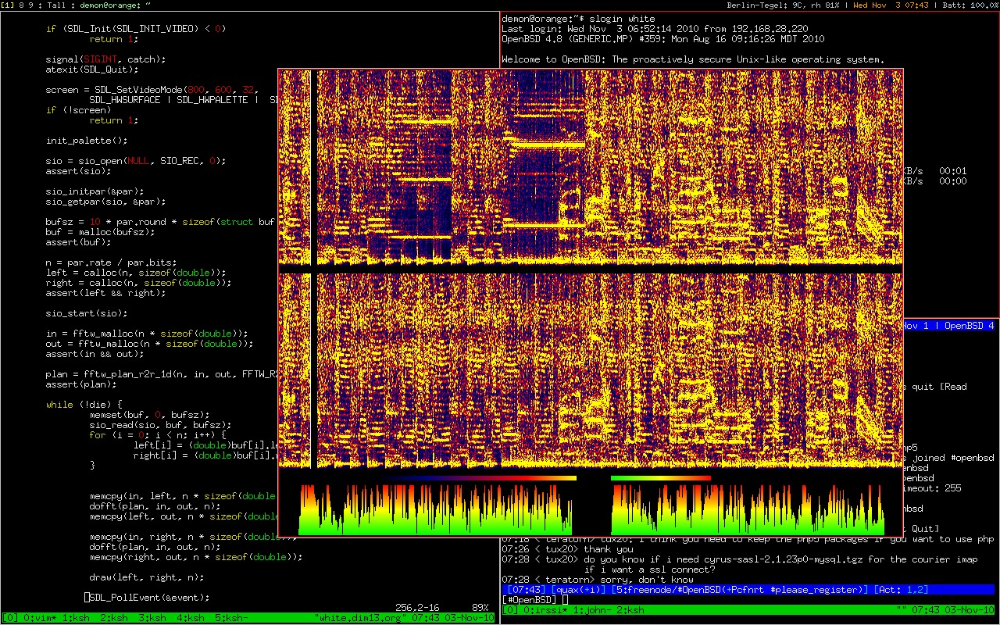 [1] 8 9 : Tall : demon@orange: ~
Berlin-Tegel: 9C, rh 81% | Wed Nov 3 07:43 | Batt: 100.0%
if (SDL_Init(SDL_INIT_VIDEO) < 0)
return 1;
signal(SIGINT, catch);
atexit(SDL_Quit);
screen = SDL_SetVideoMode(800, 600, 32,
SDL_HWSURFACE | SDL_HWPALETTE |
if (!screen)
return 1;
init_palette();
sio = sio_open(NULL, SIO_REC, 0);
assert(sio);
sio_initpar(&par);
sio_getpar(sio, &par);
bufsz = 10 * par.round * sizeof(struct buf
buf = malloc(bufsz);
assert(buf);
n = par.rate / par.bits;
left = calloc(n, sizeof(double));
right = calloc(n, sizeof(double));
assert(left && right);
sio_start(sio);
in = fftw_malloc(n * sizeof(double));
out = fftw_malloc(n * sizeof(double));
assert(in && out);
plan = fftw_plan_r2r_1d(n, in, out, FFTW_R2
assert(plan);
while (!die) {
memset(buf, 0, bufsz);
sio_read(sio, buf, bufsz);
for (i = 0; i < n; i++) {
left[i] = (double)buf[i].le
right[i] = (double)buf[i].
}
memcpy(in, left, n * sizeof(double
dofft(plan, in, out, n);
memcpy(left, out, n * sizeof(double
memcpy(in, right, n * sizeof(double));
dofft(plan, in, out, n);
memcpy(right, out, n * sizeof(double));
draw(left, right, n);
SDL_PollEvent(&event);
256,2-16 89%
[0] 0:vim* 1:ksh 2:ksh 3:ksh 4:ksh 5:ksh- "white.dim13.org" 07:43 03-Nov-10
demon@orange:~$ slogin white
Last login: Wed Nov 3 06:52:14 2010 from 192.168.28.220
OpenBSD 4.8 (GENERIC.MP) #359: Mon Aug 16 09:16:26 MDT 2010
Welcome to OpenBSD: The proactively secure Unix-like operating system.
KB/s 00:01
KB/s 00:00
Nov 1 | OpenBSD 4
s quit [Read
hp5
s joined #openbsd
enbsd
enbsd
imeout: 255
nbsd
t Quit]
07:18 < teratorn> tux20: I think you need to keep the php5 packages if you want to use php
07:26 < tux20> thank you
07:28 < tux20> do you know if i need cyrus-sasl-2.1.23p0-mysql.tgz for the courier imap
if i want a ssl connect?
07:28 < teratorn> sorry, don't know
[07:43] [quax(+i)] [5:freenode/#OpenBSD(+Pcfnrt #please_register)] [Act: 1,2]
[#OpenBSD]
[0] 0:irssi* 1:john- 2:ksh "" 07:43 03-Nov-10